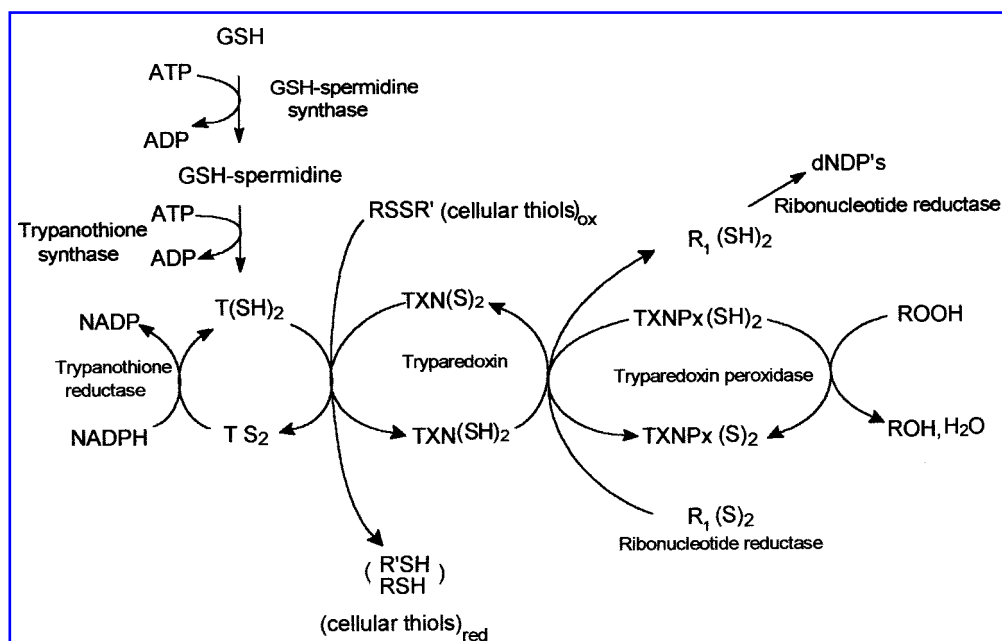 GSH
ATP
GSH-spermidine
synthase
ADP
GSH-spermidine
ATP
Trypanothione
synthase
ADP
RSSR' (cellular thiols)ox
dNDP's
Ribonucleotide reductase
R₁ (SH)₂
NADP
T(SH)₂
TXN(S)₂
TXNPx(SH)₂
ROOH
Trypanothione
reductase
Tryparedoxin
Tryparedoxin peroxidase
NADPH
T S₂
TXN(SH)₂
TXNPx (S)₂
ROH, H₂O
R₁ (S)₂
Ribonucleotide reductase
( R'SH
RSH )
(cellular thiols)red